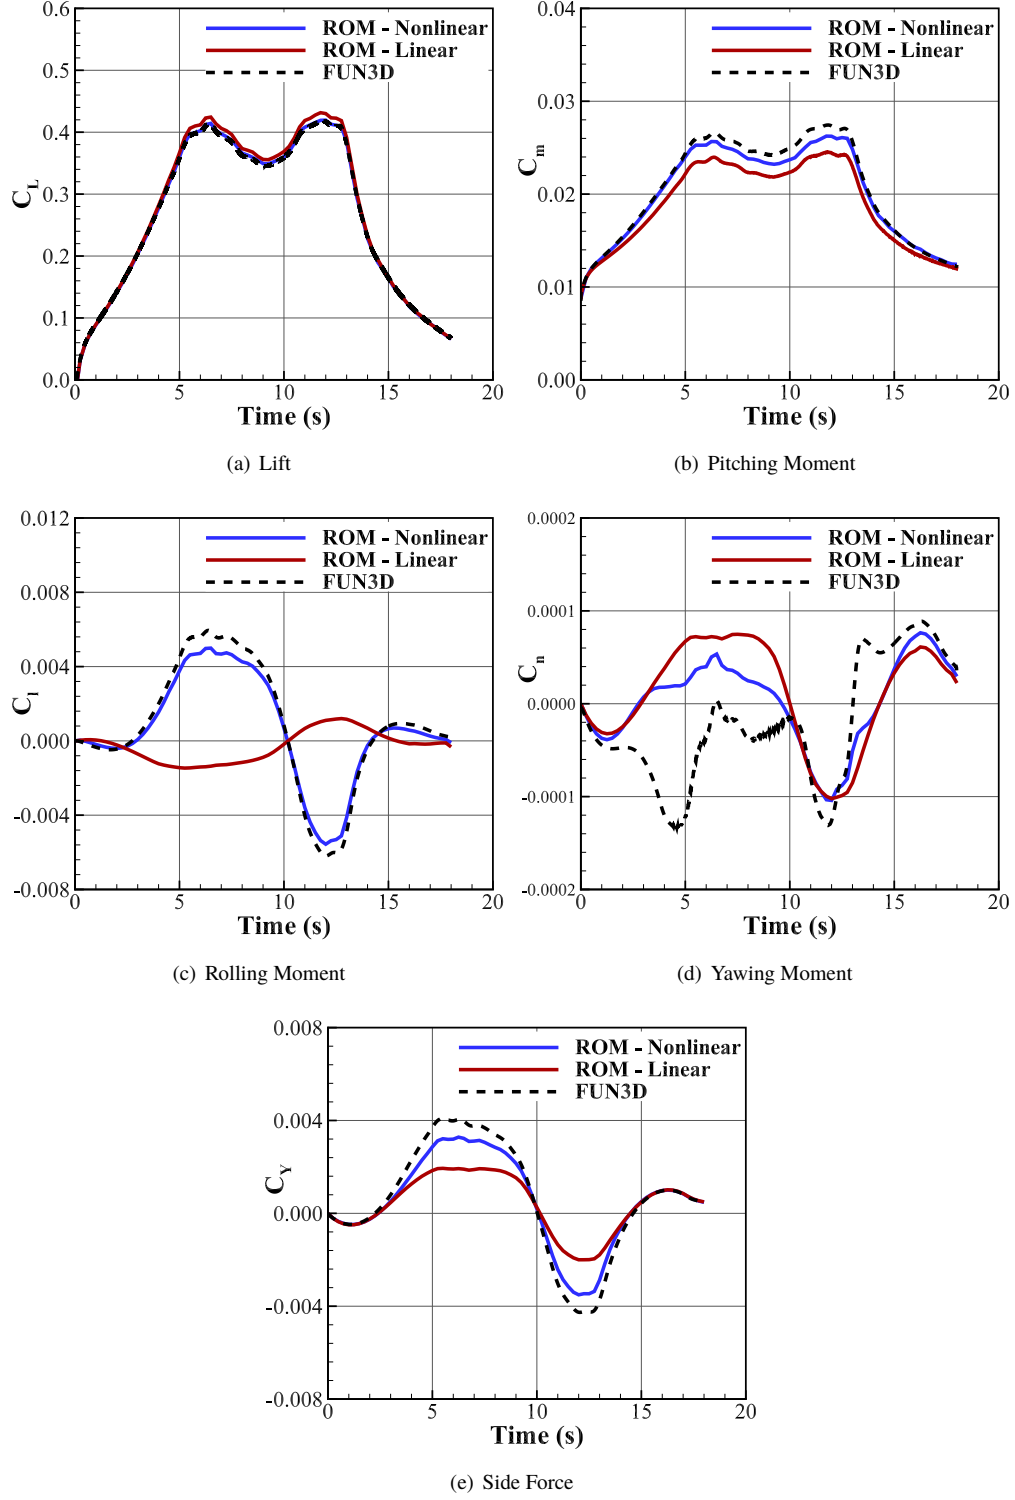 0.6
0.5
0.4
0.3
0.2
0.1
0.0
C_L
ROM - Nonlinear
ROM - Linear
FUN3D
0 5 10 15 20
Time (s)
(a) Lift
0.04
0.03
0.02
0.01
0.00
C_m
ROM - Nonlinear
ROM - Linear
FUN3D
0 5 10 15 20
Time (s)
(b) Pitching Moment
0.012
0.008
0.004
0.000
-0.004
-0.008
C_l
ROM - Nonlinear
ROM - Linear
FUN3D
0 5 10 15 20
Time (s)
(c) Rolling Moment
0.0002
0.0001
0.0000
-0.0001
-0.0002
C_n
ROM - Nonlinear
ROM - Linear
FUN3D
0 5 10 15 20
Time (s)
(d) Yawing Moment
0.008
0.004
0.000
-0.004
-0.008
C_Y
ROM - Nonlinear
ROM - Linear
FUN3D
0 5 10 15 20
Time (s)
(e) Side Force